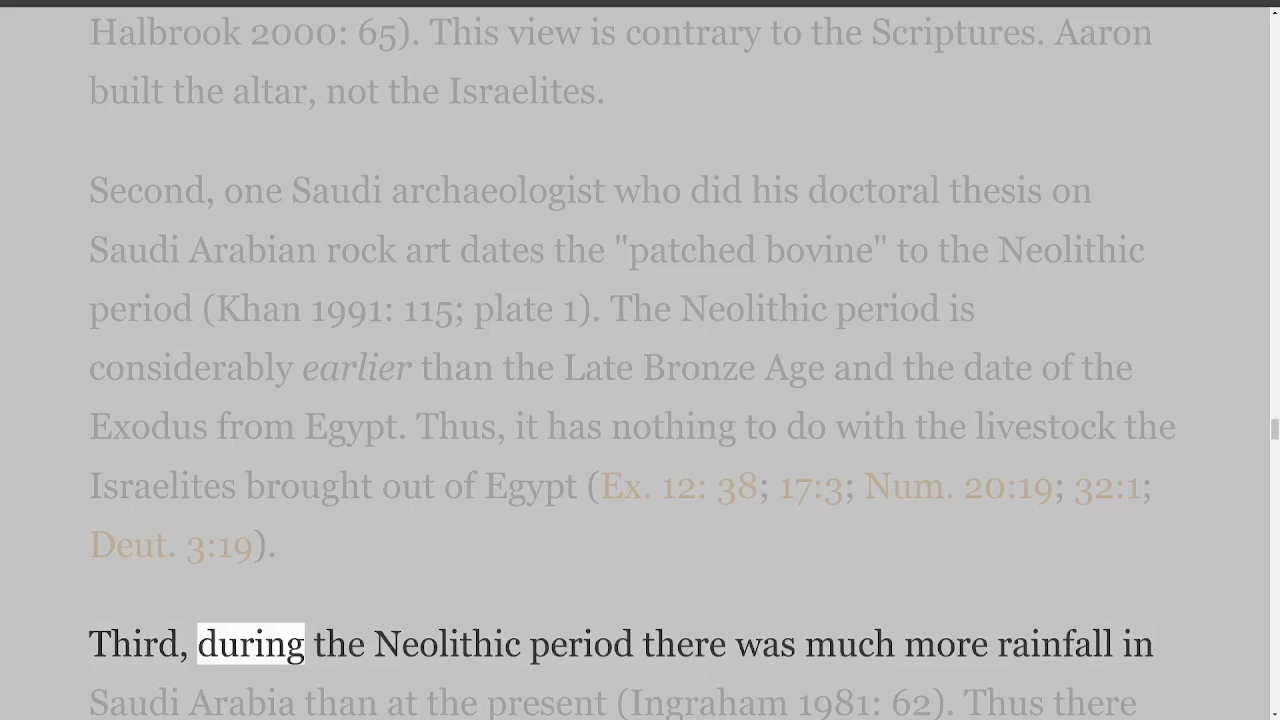 Halbrook 2000: 65). This view is contrary to the Scriptures. Aaron
built the altar, not the Israelites.
Second, one Saudi archaeologist who did his doctoral thesis on
Saudi Arabian rock art dates the "patched bovine" to the Neolithic
period (Khan 1991: 115; plate 1). The Neolithic period is
considerably earlier than the Late Bronze Age and the date of the
Exodus from Egypt. Thus, it has nothing to do with the livestock the
Israelites brought out of Egypt (Ex. 12: 38; 17:3; Num. 20:19; 32:1;
Deut. 3:19).
Third, during the Neolithic period there was much more rainfall in
Saudi Arabia than at the present (Ingraham 1981: 62). Thus there